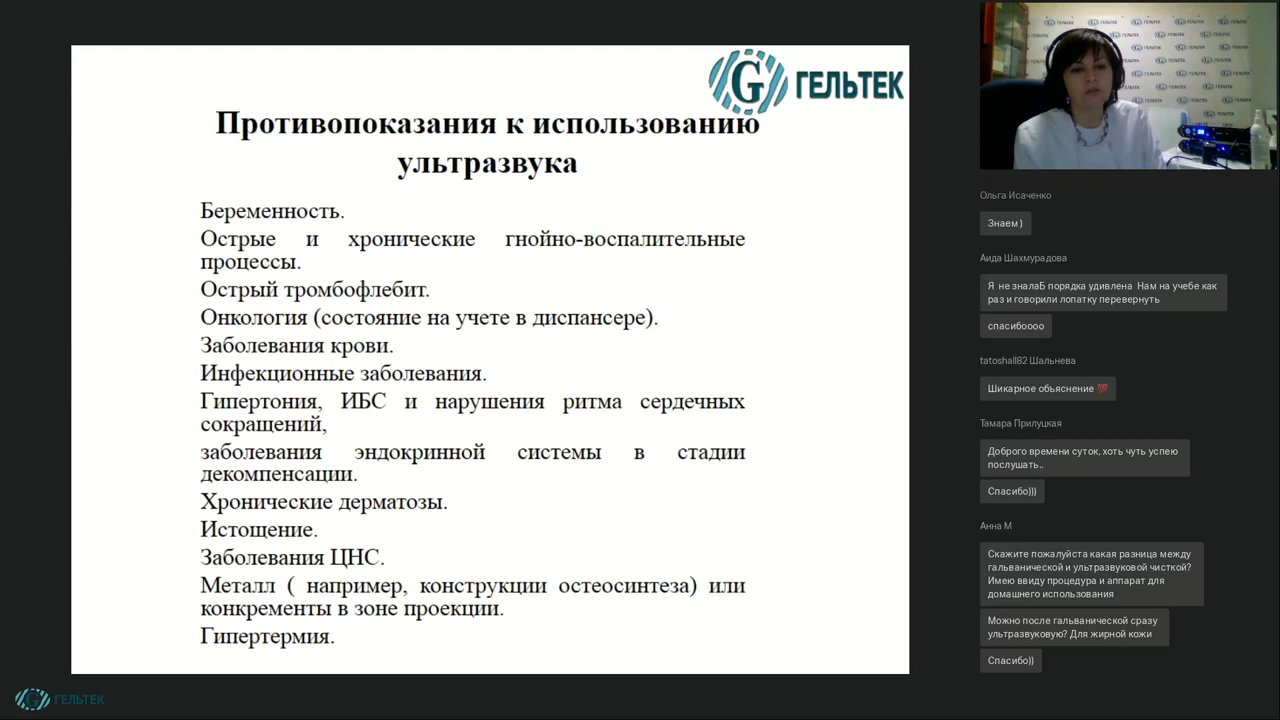 ГЕЛЬТЕК
Противопоказания к использованию
ультразвука
Беременность.
Острые и хронические гнойно-воспалительные
процессы.
Острый тромбофлебит.
Онкология (состояние на учете в диспансере).
Заболевания крови.
Инфекционные заболевания.
Гипертония, ИБС и нарушения ритма сердечных
сокращений,
заболевания эндокринной системы в стадии
декомпенсации.
Хронические дерматозы.
Истощение.
Заболевания ЦНС.
Металл ( например, конструкции остеосинтеза) или
конкременты в зоне проекции.
Гипертермия.
ГЕЛЬТЕК
Ольга Исаченко
Знаем )
Аида Шахмурадова
Я не зналаБ порядка удивлена Нам на учебе как
раз и говорили лопатку перевернуть
спасибоооо
tatoshall82 Шальнева
Шикарное объяснение 💯
Тамара Прилуцкая
Доброго времени суток, хоть чуть успею
послушать..
Спасибо)))
Анна М
Скажите пожалуйста какая разница между
гальванической и ультразвуковой чисткой?
Имею ввиду процедура и аппарат для
домашнего использования
Можно после гальванической сразу
ультразвуковую? Для жирной кожи
Спасибо))